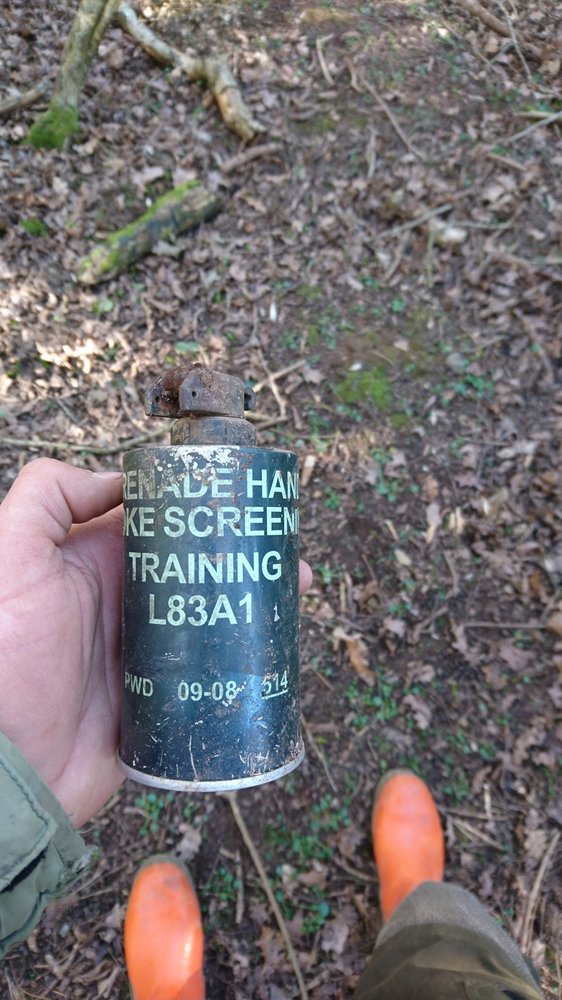 RENADE HAN
KE SCREENI
TRAINING
L83A1
PWD 09-08 514